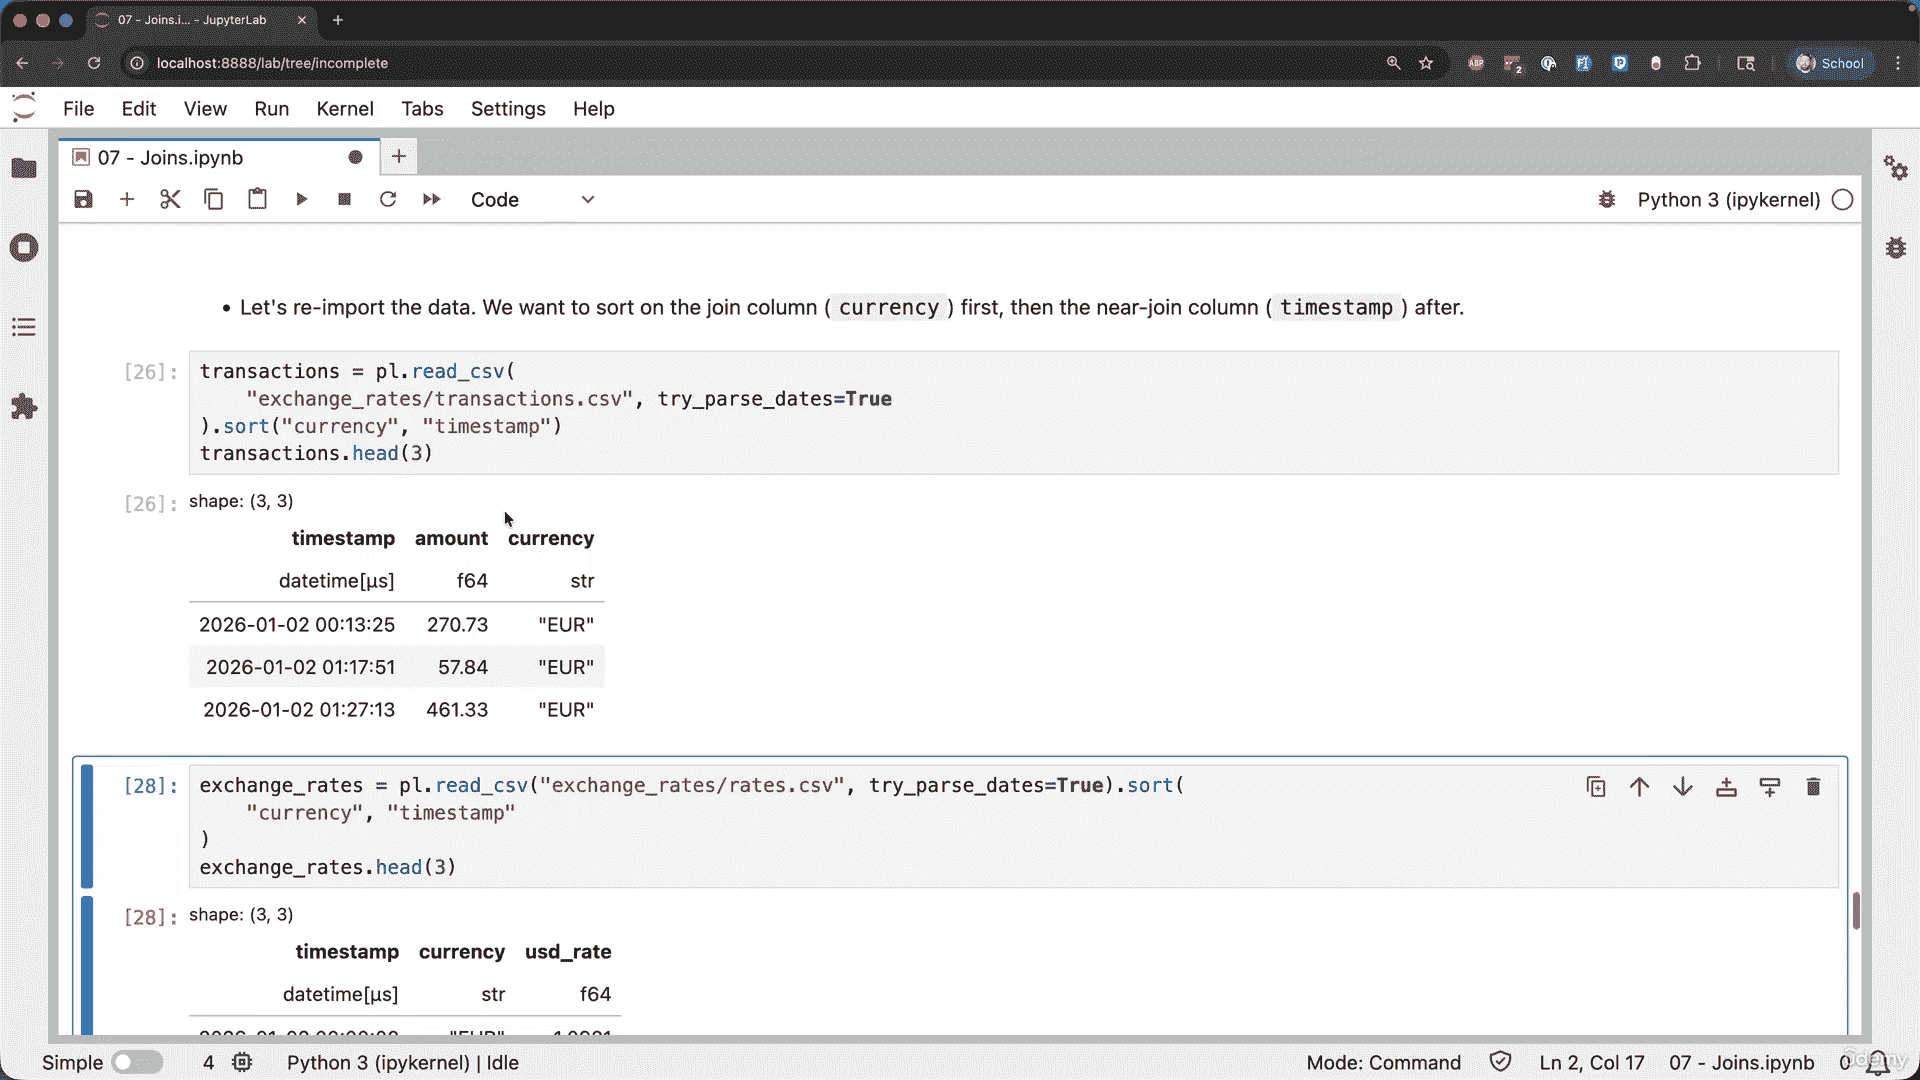 07 - Joins.i... - JupyterLab
localhost:8888/lab/tree/incomplete
ABP
2
School
File Edit View Run Kernel Tabs Settings Help
07 - Joins.ipynb
Code
Python 3 (ipykernel)
• Let's re-import the data. We want to sort on the join column ( currency ) first, then the near-join column ( timestamp ) after.
[26]: transactions = pl.read_csv(
"exchange_rates/transactions.csv", try_parse_dates=True
).sort("currency", "timestamp")
transactions.head(3)
[26]: shape: (3, 3)
timestamp amount currency
datetime[μs] f64 str
2026-01-02 00:13:25 270.73 "EUR"
2026-01-02 01:17:51 57.84 "EUR"
2026-01-02 01:27:13 461.33 "EUR"
[28]: exchange_rates = pl.read_csv("exchange_rates/rates.csv", try_parse_dates=True).sort(
"currency", "timestamp"
)
exchange_rates.head(3)
[28]: shape: (3, 3)
timestamp currency usd_rate
datetime[μs] str f64
"EUR"
Simple 4 Python 3 (ipykernel) | Idle Mode: Command Ln 2, Col 17 07 - Joins.ipynb 0
Udemy